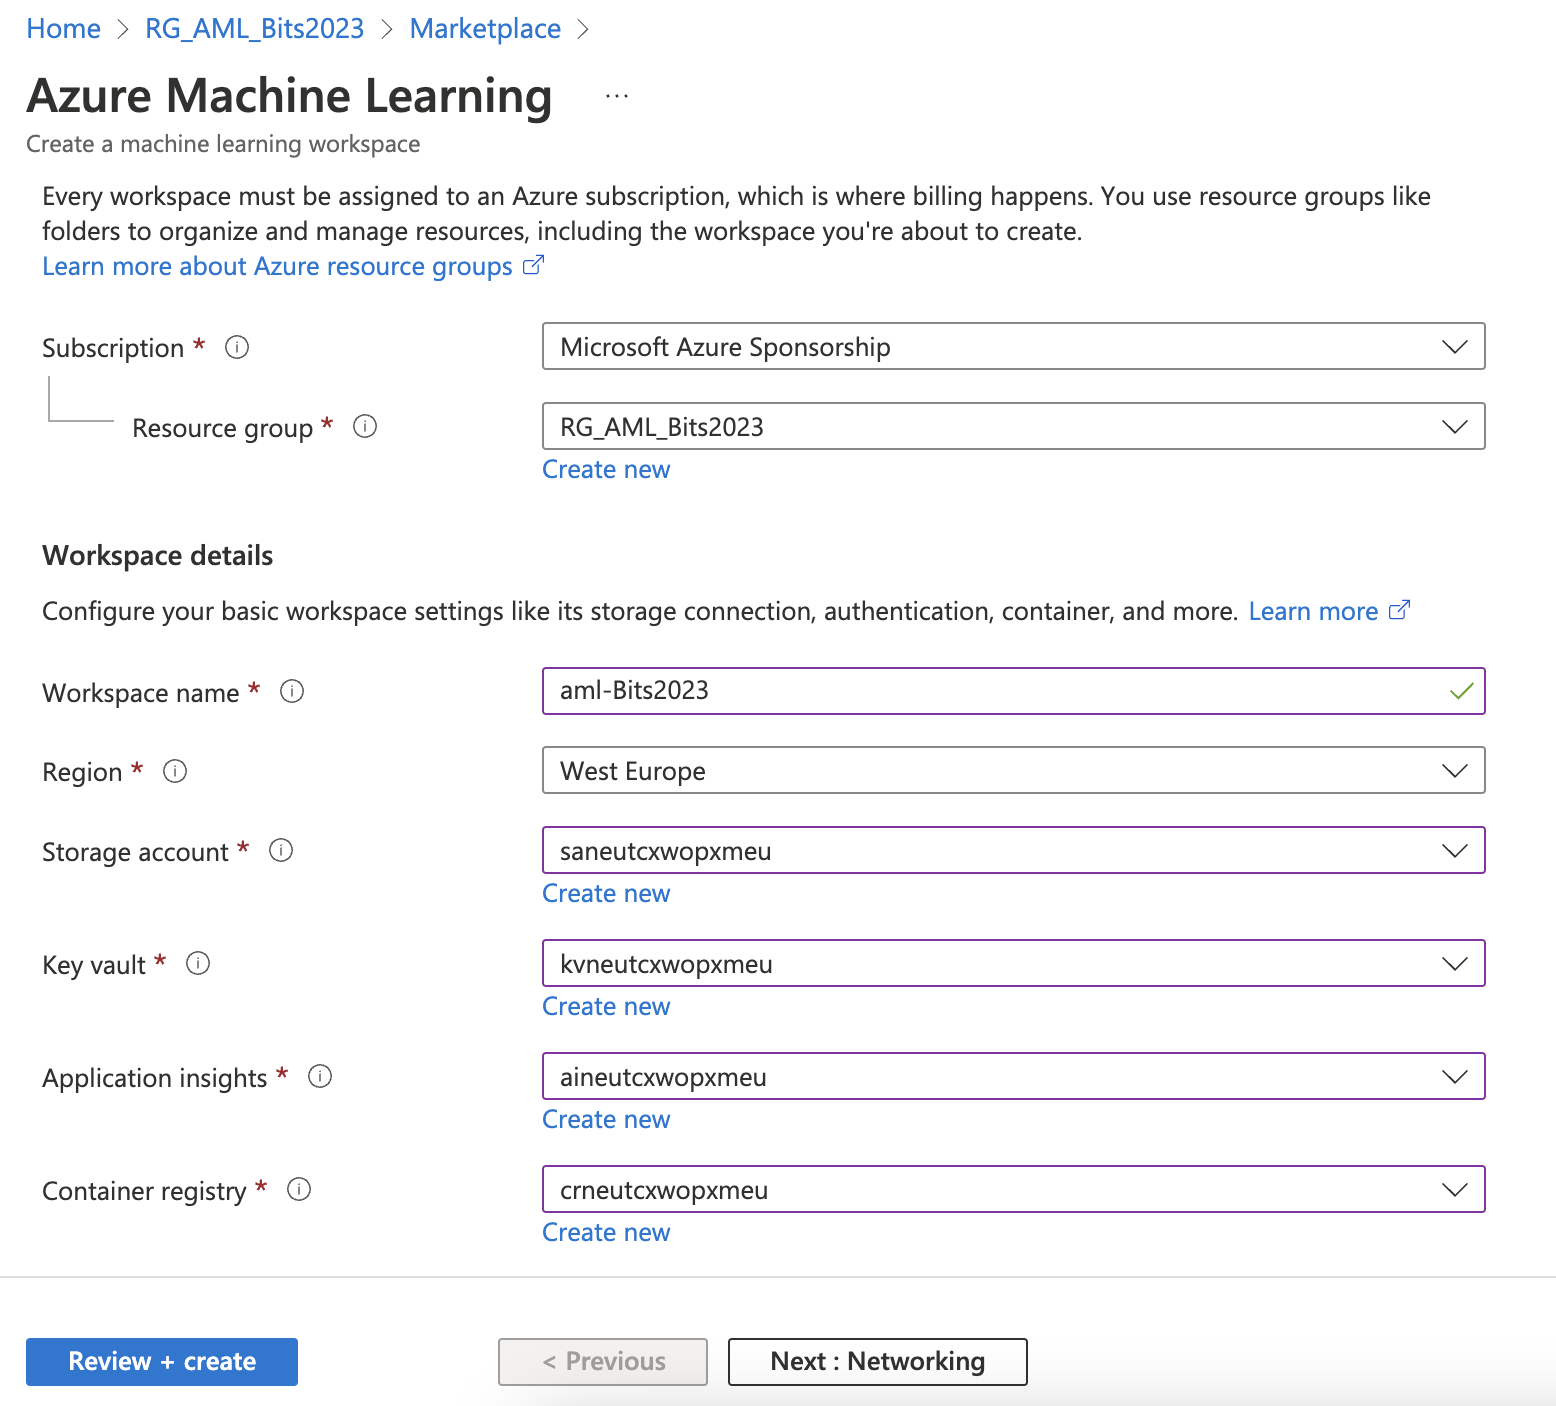 Home > RG_AML_Bits2023 > Marketplace >
Azure Machine Learning ...
Create a machine learning workspace
Every workspace must be assigned to an Azure subscription, which is where billing happens. You use resource groups like
folders to organize and manage resources, including the workspace you're about to create.
Learn more about Azure resource groups
Subscription *
Microsoft Azure Sponsorship
Resource group *
RG_AML_Bits2023
Create new
Workspace details
Configure your basic workspace settings like its storage connection, authentication, container, and more. Learn more
Workspace name *
aml-Bits2023
Region *
West Europe
Storage account *
saneutcxwopxmeu
Create new
Key vault *
kvneutcxwopxmeu
Create new
Application insights *
aineutcxwopxmeu
Create new
Container registry *
crneutcxwopxmeu
Create new
Review + create
< Previous
Next : Networking